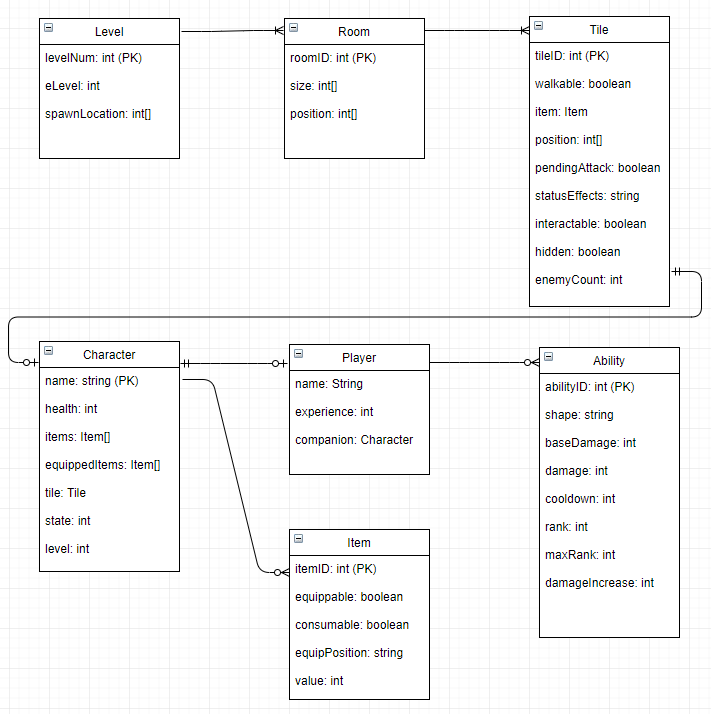 Level
levelNum: int (PK)
eLevel: int
spawnLocation: int[]
Room
roomID: int (PK)
size: int[]
position: int[]
Tile
tileID: int (PK)
walkable: boolean
item: Item
position: int[]
pendingAttack: boolean
statusEffects: string
interactable: boolean
hidden: boolean
enemyCount: int
Character
name: string (PK)
health: int
items: Item[]
equippedItems: Item[]
tile: Tile
state: int
level: int
Player
name: String
experience: int
companion: Character
Ability
abilityID: int (PK)
shape: string
baseDamage: int
damage: int
cooldown: int
rank: int
maxRank: int
damageIncrease: int
Item
itemID: int (PK)
equippable: boolean
consumable: boolean
equipPosition: string
value: int